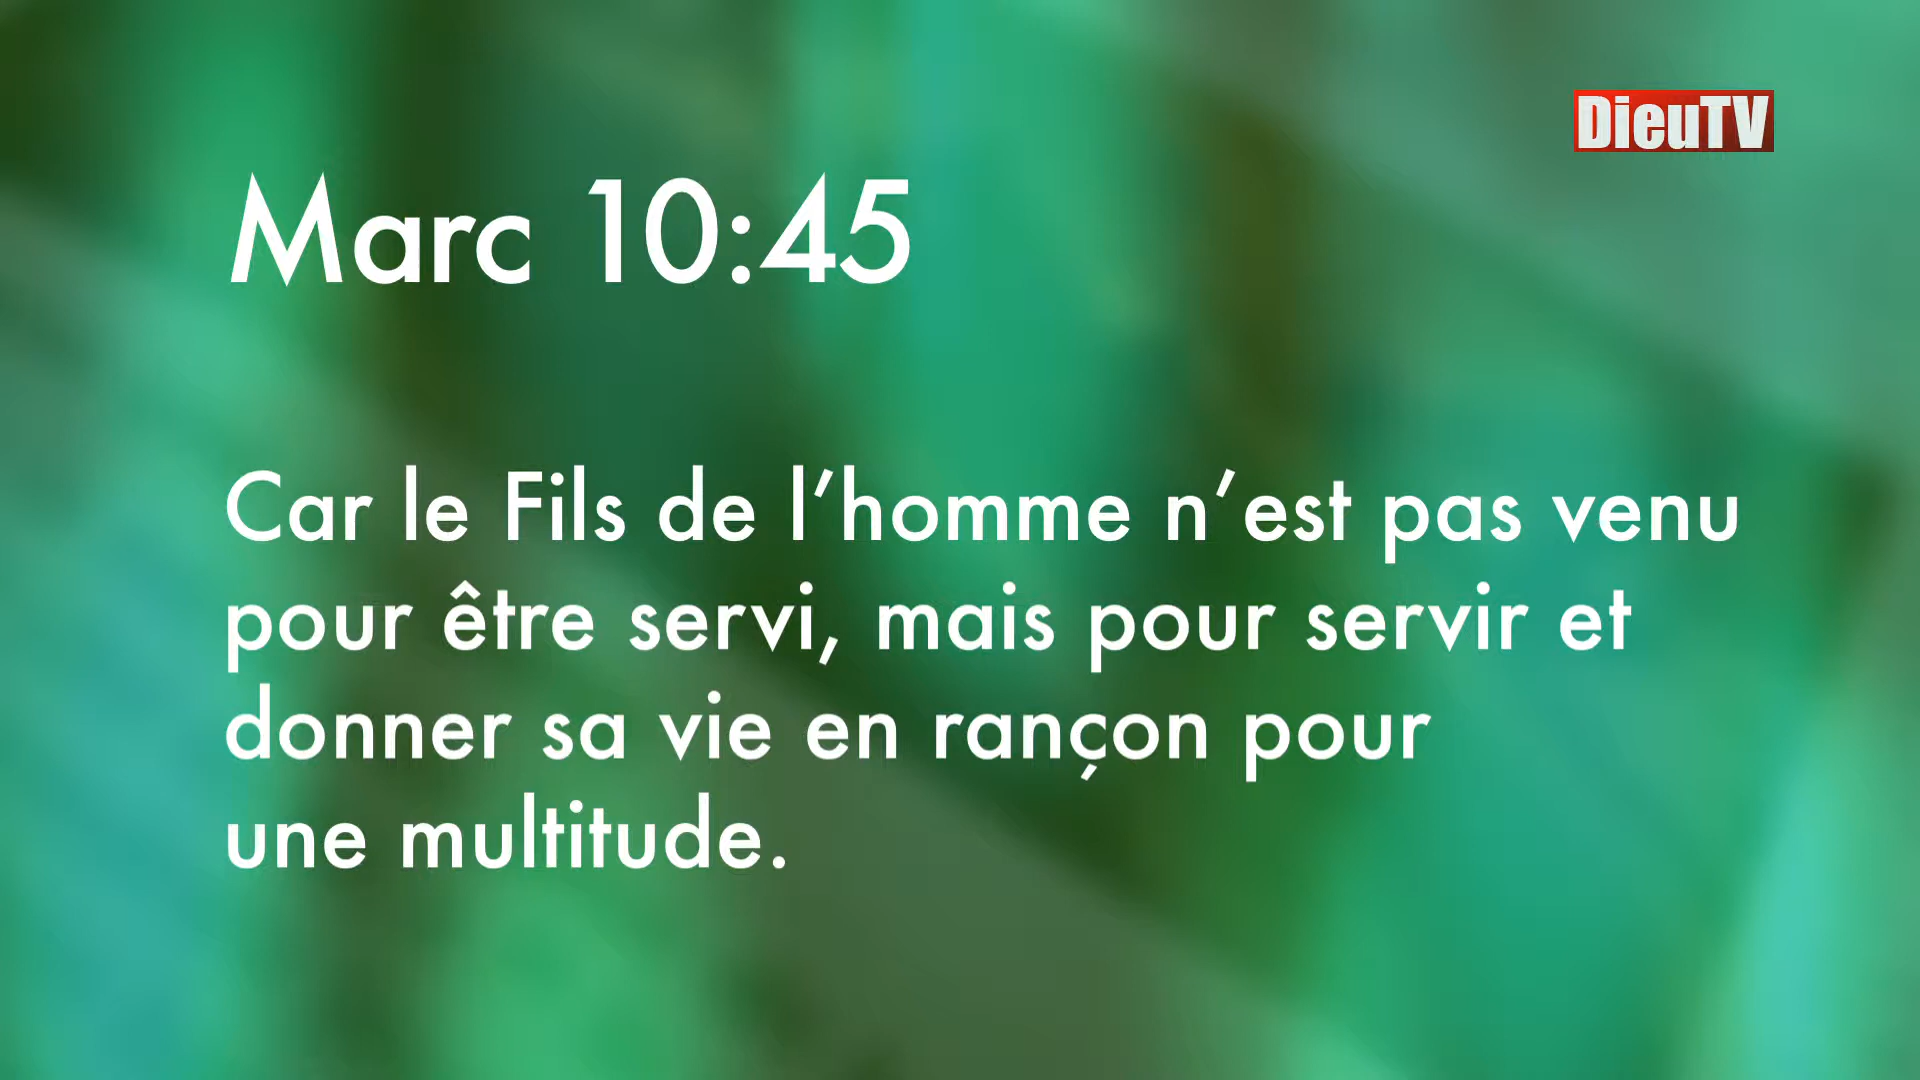 DieuTV
Marc 10:45
Car le Fils de l’homme n’est pas venu
pour être servi, mais pour servir et
donner sa vie en rançon pour
une multitude.